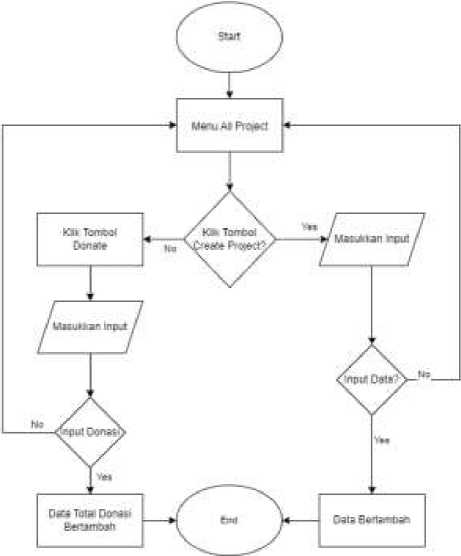 Start
Menu All Project
Klik Tombol
Create Project?
Yes
No
Klik Tombol
Donate
Masukkan Input
Masukkan Input
Input Data?
No
Input Donasi
No
Yes
Yes
Data Total Donasi
Bertambah
End
Data Bertambah